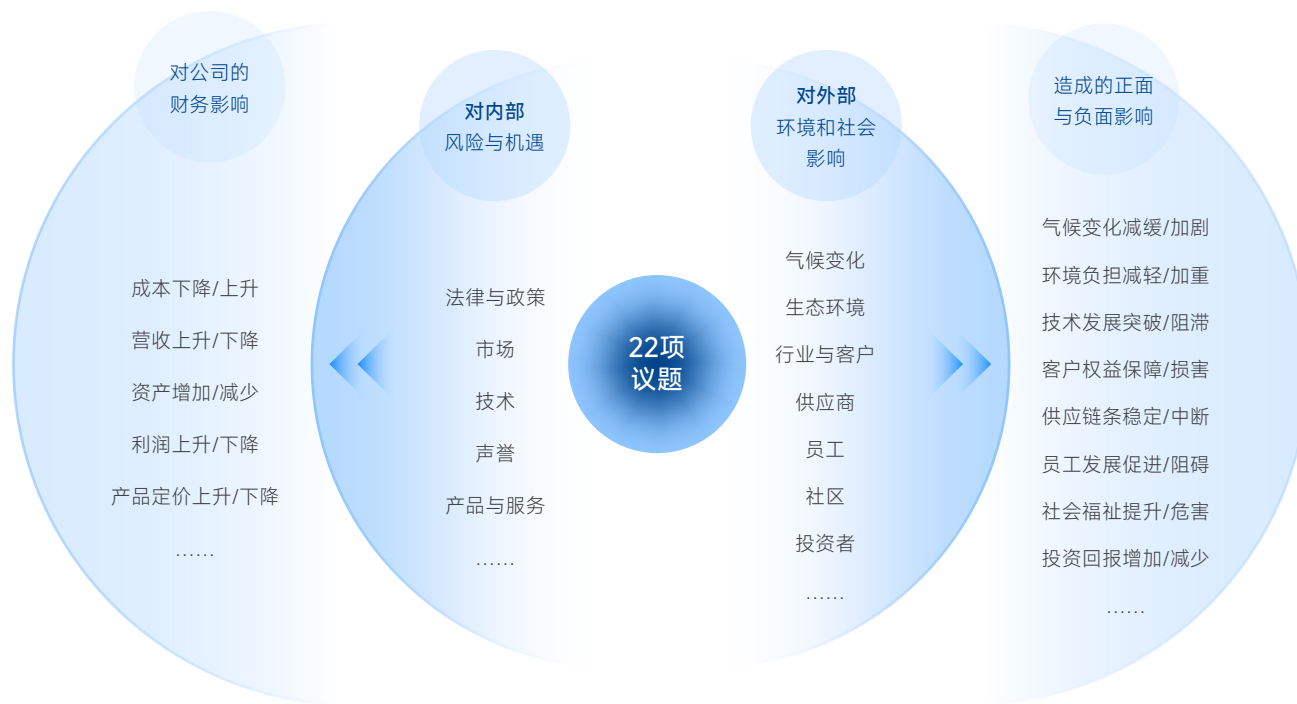 对公司的
财务影响
成本下降/上升
营收上升/下降
资产增加/减少
利润上升/下降
产品定价上升/下降
......
对内部
风险与机遇
法律与政策
市场
技术
声誉
产品与服务
......
22项
议题
对外部
环境和社会
影响
气候变化
生态环境
行业与客户
供应商
员工
社区
投资者
......
造成的正面
与负面影响
气候变化减缓/加剧
环境负担减轻/加重
技术发展突破/阻滞
客户权益保障/损害
供应链条稳定/中断
员工发展促进/阻碍
社会福祉提升/危害
投资回报增加/减少
......